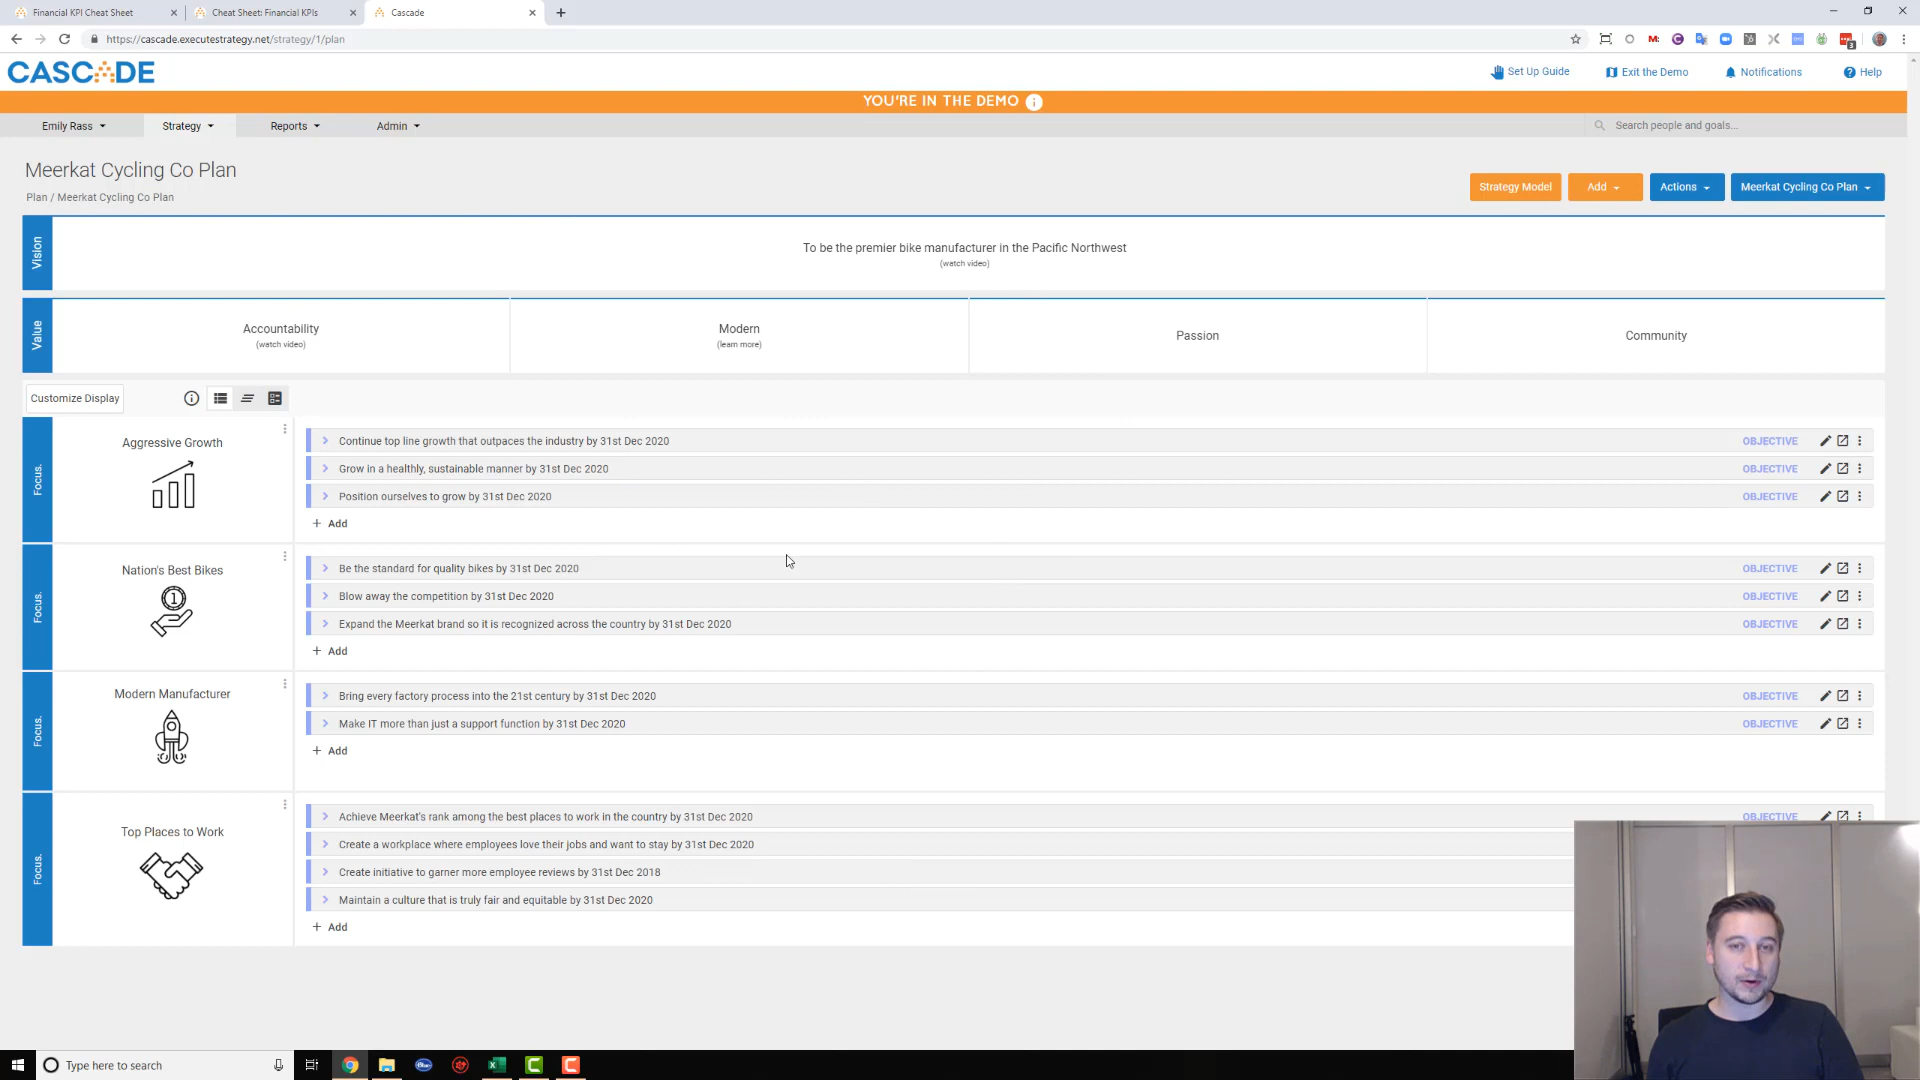 Financial KPI Cheat Sheet
Cheat Sheet: Financial KPIs
Cascade
https://cascade.executestrategy.net/strategy/1/plan
3
CASCADE
Set Up Guide
Exit the Demo
Notifications
Help
YOU'RE IN THE DEMO
Emily Rass
Strategy
Reports
Admin
Search people and goals...
Meerkat Cycling Co Plan
Plan / Meerkat Cycling Co Plan
Strategy Model
Add
Actions
Meerkat Cycling Co Plan
Vision
To be the premier bike manufacturer in the Pacific Northwest
(watch video)
Value
Accountability
(watch video)
Modern
(learn more)
Passion
Community
Customize Display
Focus.
Aggressive Growth
Continue top line growth that outpaces the industry by 31st Dec 2020
OBJECTIVE
Grow in a healthly, sustainable manner by 31st Dec 2020
OBJECTIVE
Position ourselves to grow by 31st Dec 2020
OBJECTIVE
+ Add
Focus.
Nation's Best Bikes
1
Be the standard for quality bikes by 31st Dec 2020
OBJECTIVE
Blow away the competition by 31st Dec 2020
OBJECTIVE
Expand the Meerkat brand so it is recognized across the country by 31st Dec 2020
OBJECTIVE
+ Add
Focus.
Modern Manufacturer
Bring every factory process into the 21st century by 31st Dec 2020
OBJECTIVE
Make IT more than just a support function by 31st Dec 2020
OBJECTIVE
+ Add
Focus.
Top Places to Work
Achieve Meerkat's rank among the best places to work in the country by 31st Dec 2020
OBJECTIVE
Create a workplace where employees love their jobs and want to stay by 31st Dec 2020
Create initiative to garner more employee reviews by 31st Dec 2018
Maintain a culture that is truly fair and equitable by 31st Dec 2020
+ Add
Type here to search